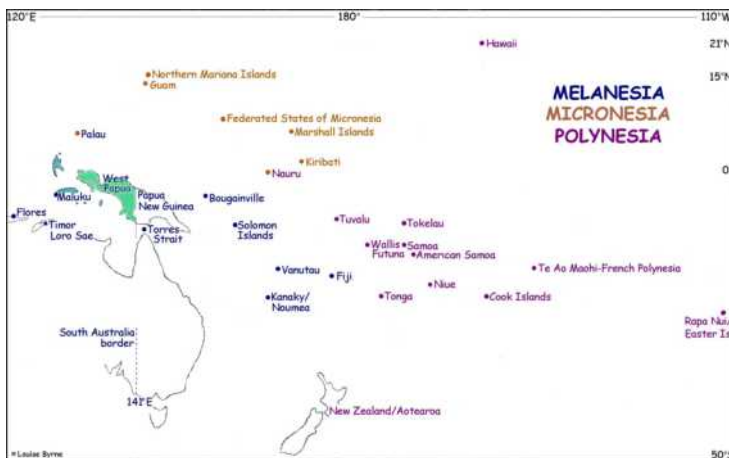 120°E 180° 110°W
Hawaii
21°N
Northern Mariana Islands
15°N
Guam
MELANESIA
MICRONESIA
POLYNESIA
Federated States of Micronesia
Marshall Islands
Palau
Kiribati
0
Nauru
West
Papua
Maluku
Papua
New Guinea
Bougainville
Flores
Timor
Loro Sae
Torres
Strait
Solomon
Islands
Tuvalu
Tokelau
Wallis
Futuna
Samoa
American Samoa
Vanutau
Fiji
Te Ao Maohi-French Polynesia
Niue
Kanaky/
Noumea
Tonga
Cook Islands
Rapa Nui/
Easter Is
South Australia
border
141°E
New Zealand/Aotearoa
Louise Byrne
50°S